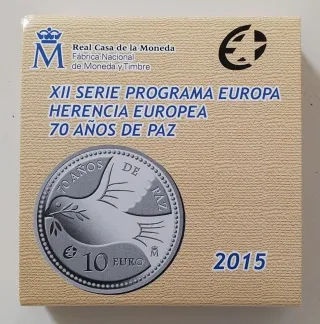 Real Casa de la Moneda
Fábrica Nacional
de Moneda y Timbre
XII SERIE PROGRAMA EUROPA
HERENCIA EUROPEA
70 AÑOS DE PAZ
70 AÑOS DE PAZ
10 EURO
M
2015